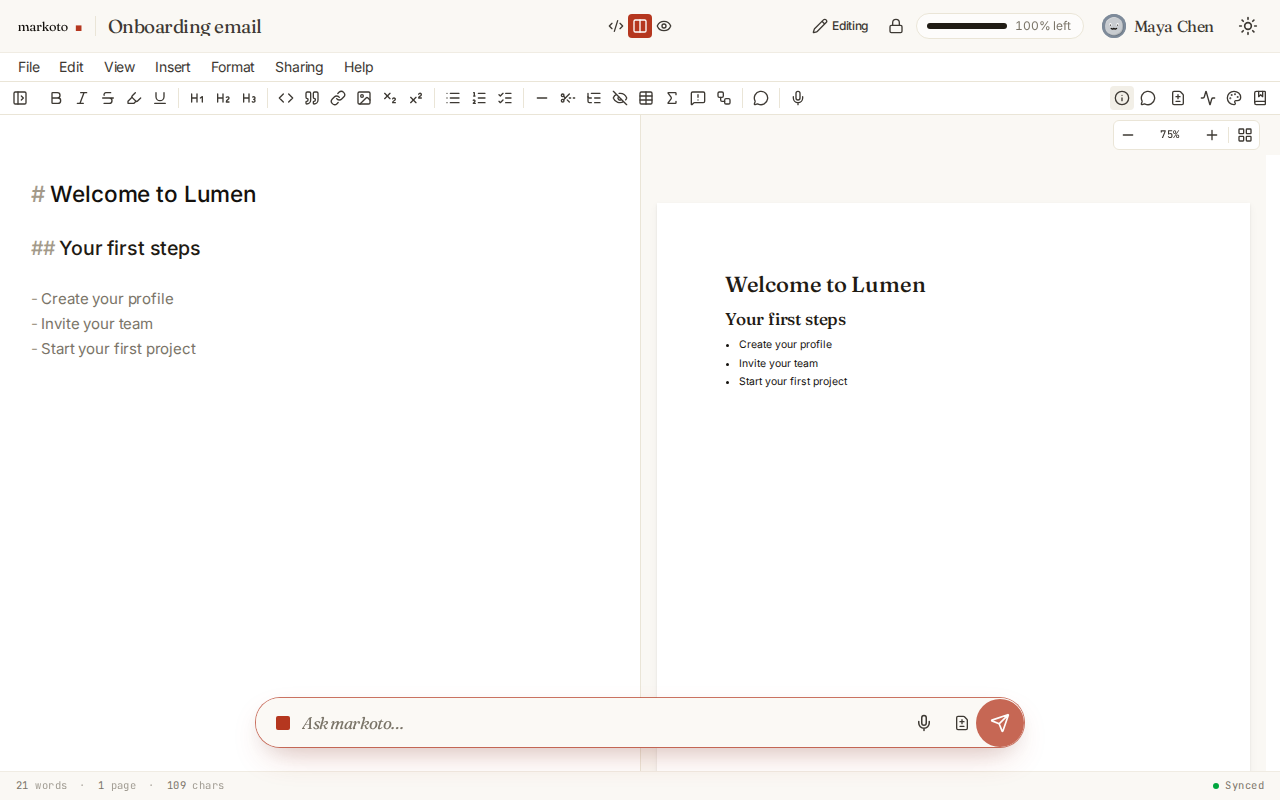 markoto
Onboarding email
Editing
100% left
Maya Chen
File Edit View Insert Format Sharing Help
H1 H2 H3
75%
# Welcome to Lumen
## Your first steps
- Create your profile
- Invite your team
- Start your first project
Welcome to Lumen
Your first steps
• Create your profile
• Invite your team
• Start your first project
Ask markoto...
21 words · 1 page · 109 chars
Synced